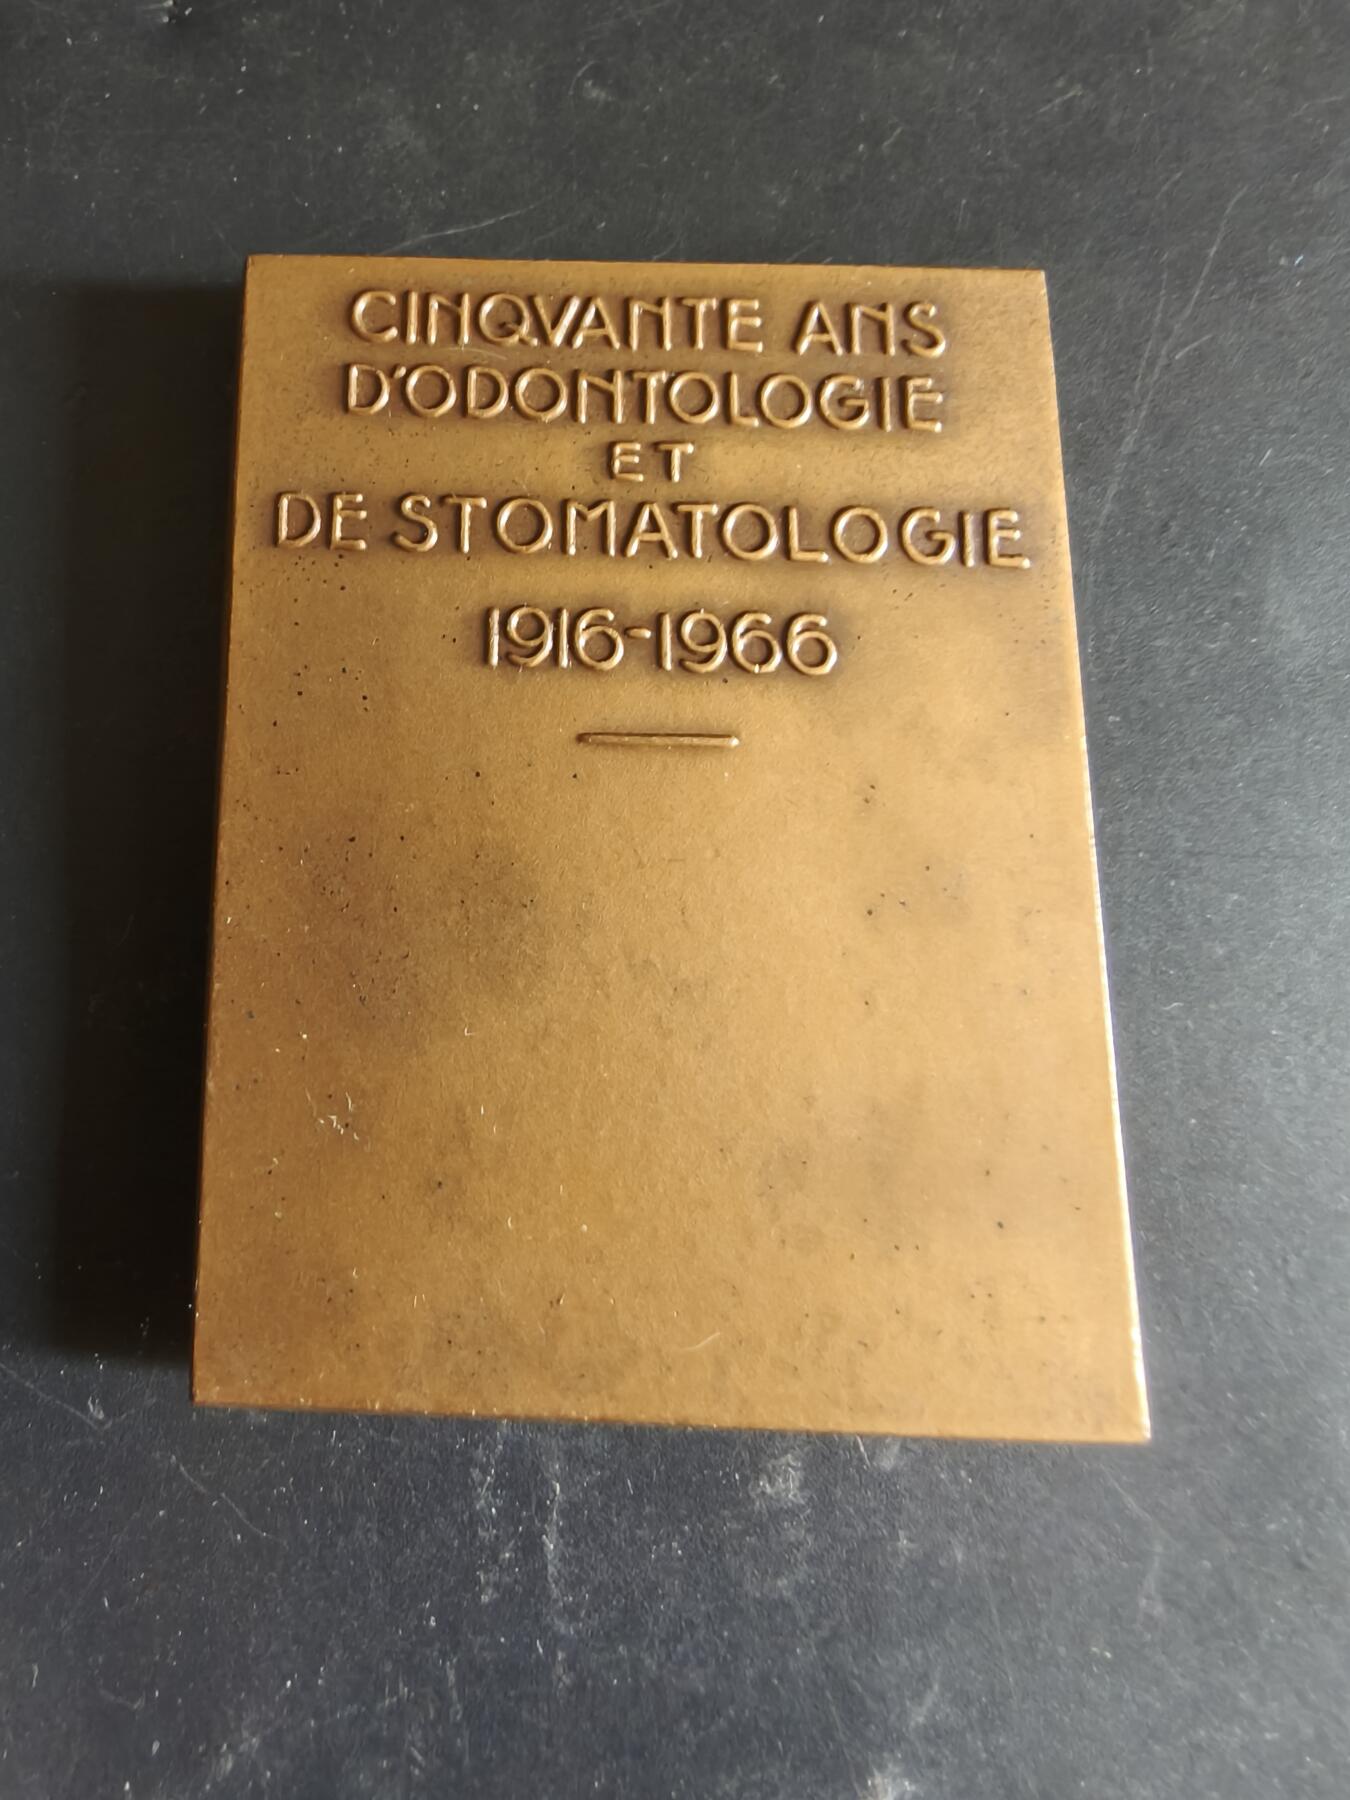 CINQVANTE ANS
D'ODONTOLOGIE
ET
DE STOMATOLOGIE
1916-1966